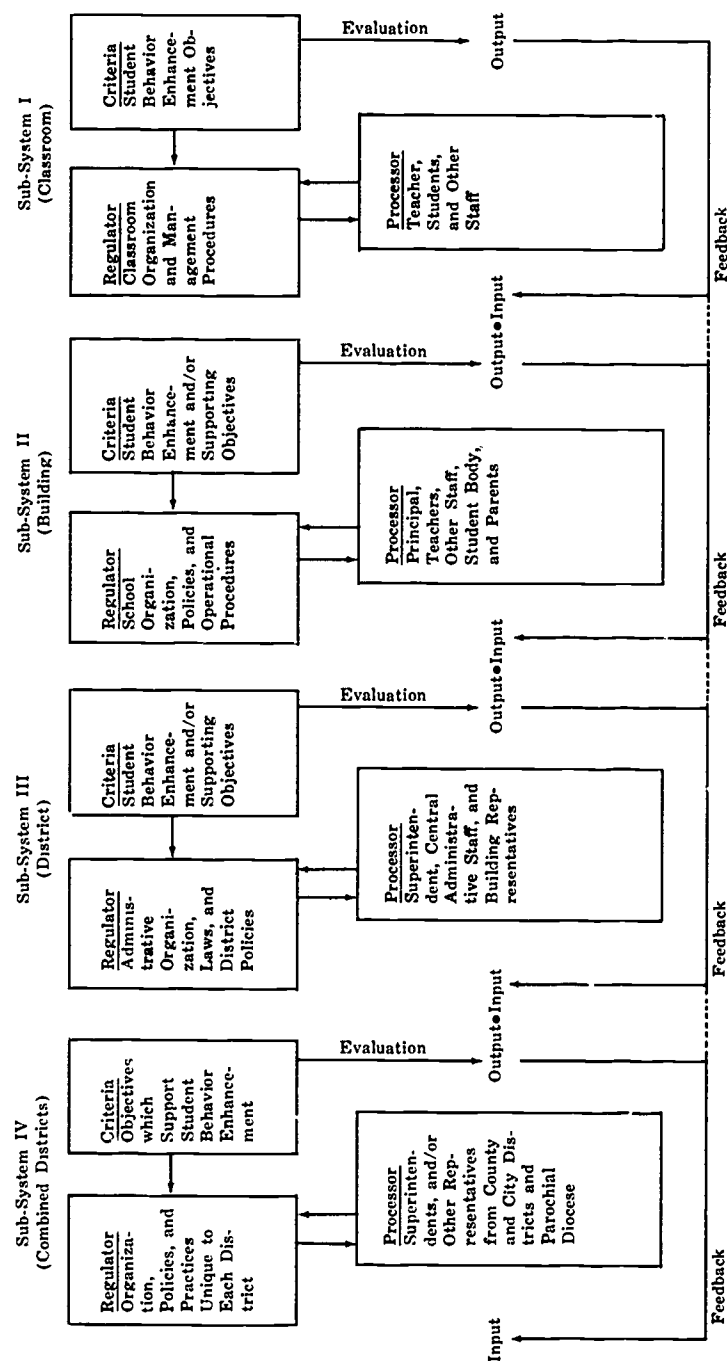 Sub-System IV
(Combined Districts)
Regulator
Organiza-
tion,
Policies, and
Practices
Unique to
Each Dis-
trict
Criteria
Objectives
which
Support
Student
Behavior
Enhance-
ment
Processor
Superinten-
dents, and/or
Other Rep-
resentatives
from County
and City Dis-
tricts and
Parochial
Diocese
Evaluation
Input
Output●Input
Feedback
Sub-System III
(District)
Regulator
Adminis-
trative
Organi-
zation,
Laws, and
District
Policies
Criteria
Student
Behavior
Enhance-
ment and/or
Supporting
Objectives
Processor
Superinten-
dent, Central
Administra-
tive Staff, and
Building Rep-
resentatives
Evaluation
Output●Input
Feedback
Sub-System II
(Building)
Regulator
School
Organi-
zation,
Policies, and
Operational
Procedures
Criteria
Student
Behavior
Enhance-
ment and/or
Supporting
Objectives
Processor
Principal,
Teachers,
Other Staff,
Student Body,
and Parents
Evaluation
Output●Input
Feedback
Sub-System I
(Classroom)
Regulator
Classroom
Organization
and Man-
agement
Procedures
Criteria
Student
Behavior
Enhance-
ment Ob-
jectives
Processor
Teacher,
Students,
and Other
Staff
Evaluation
Output
Feedback